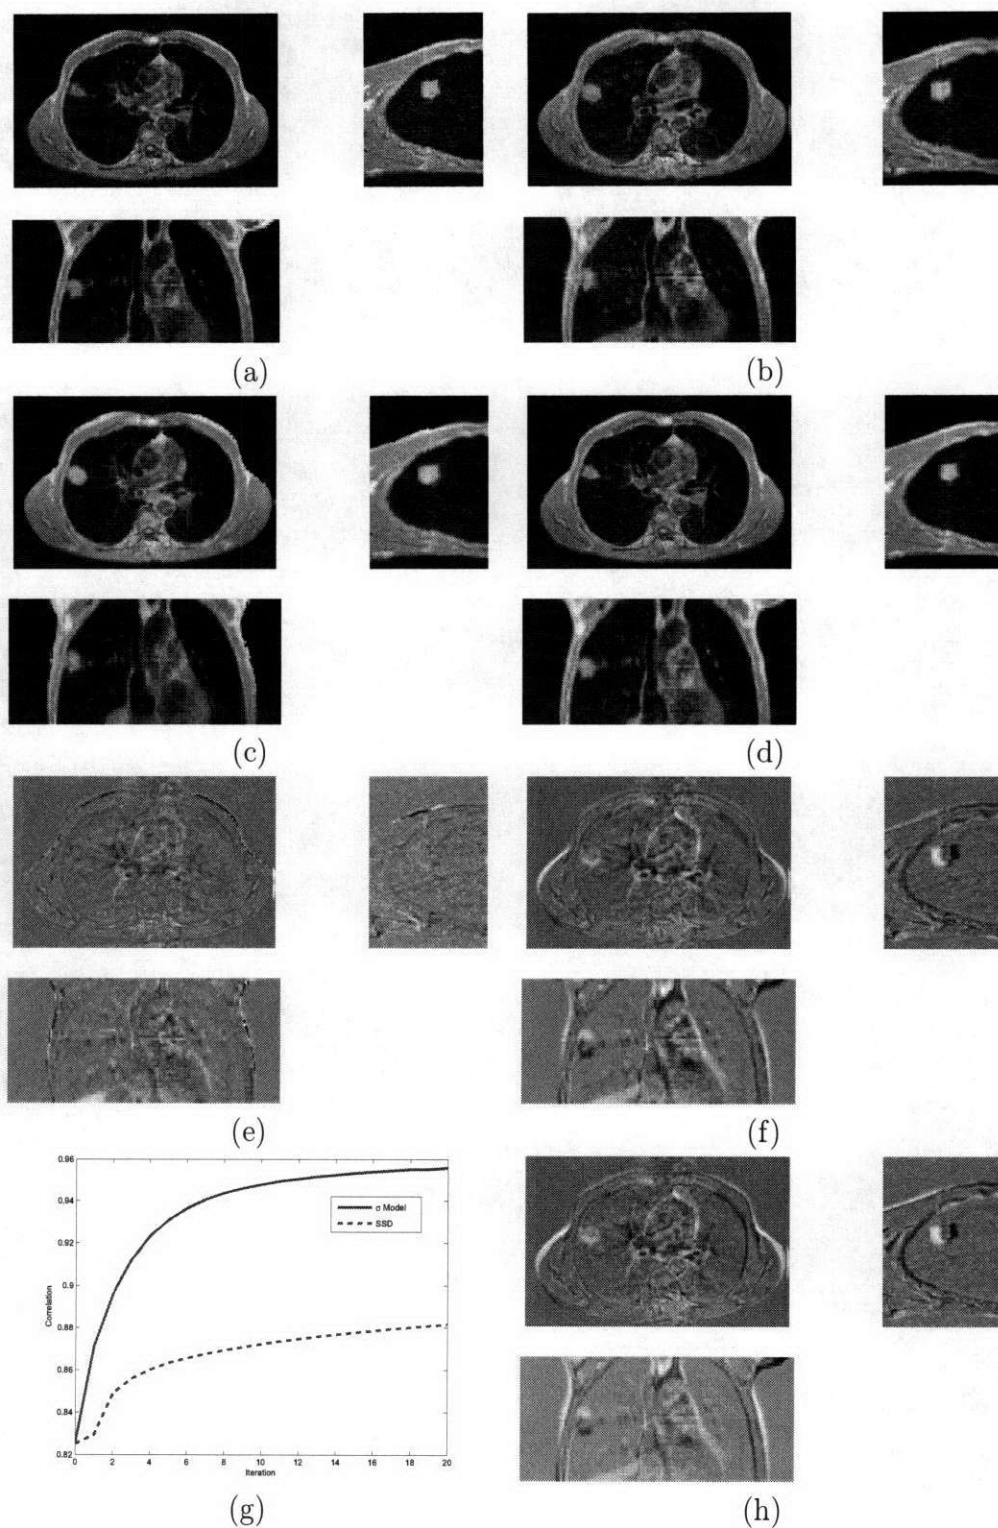 (a)
(b)
(c)
(d)
(e)
(f)
0.96
0.94
0.92
0.9
0.88
0.86
0.84
0.82
Correlation
σ Model
SSD
0 2 4 6 8 10 12 14 16 18 20
Iteration
(g)
(h)